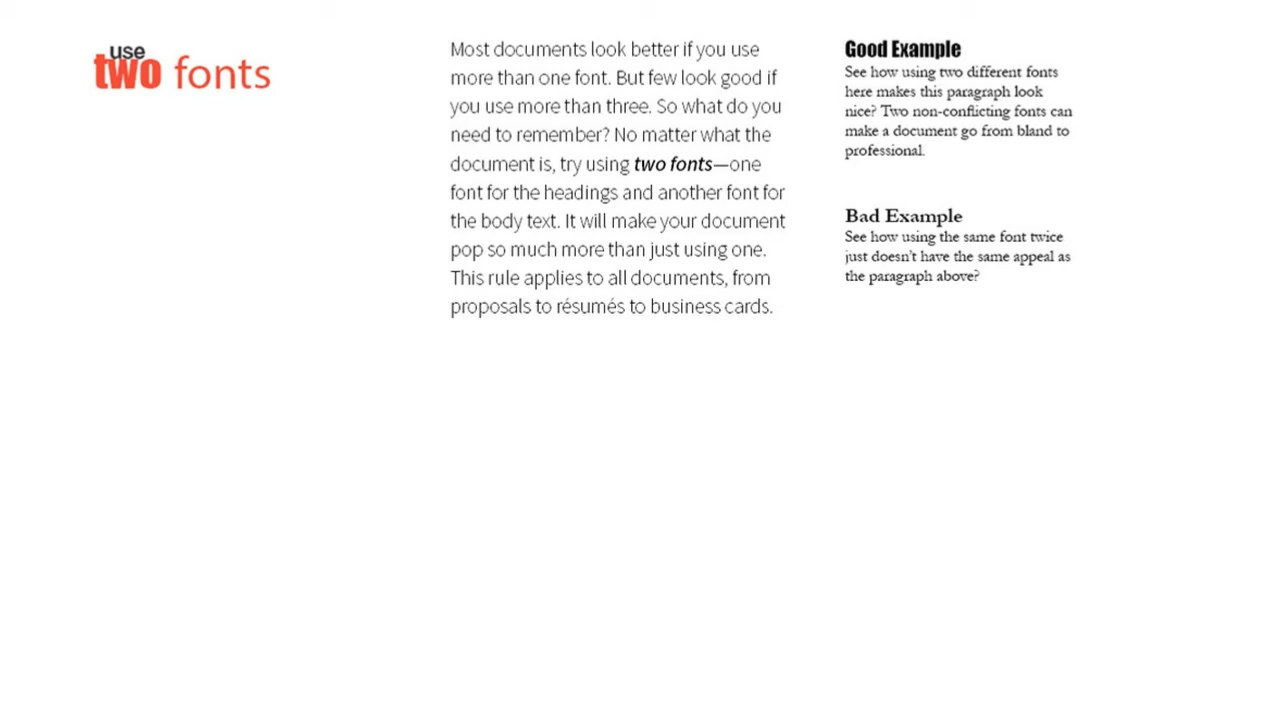 use
two fonts
Most documents look better if you use
more than one font. But few look good if
you use more than three. So what do you
need to remember? No matter what the
document is, try using two fonts—one
font for the headings and another font for
the body text. It will make your document
pop so much more than just using one.
This rule applies to all documents, from
proposals to résumés to business cards.
Good Example
See how using two different fonts
here makes this paragraph look
nice? Two non-conflicting fonts can
make a document go from bland to
professional.
Bad Example
See how using the same font twice
just doesn't have the same appeal as
the paragraph above?